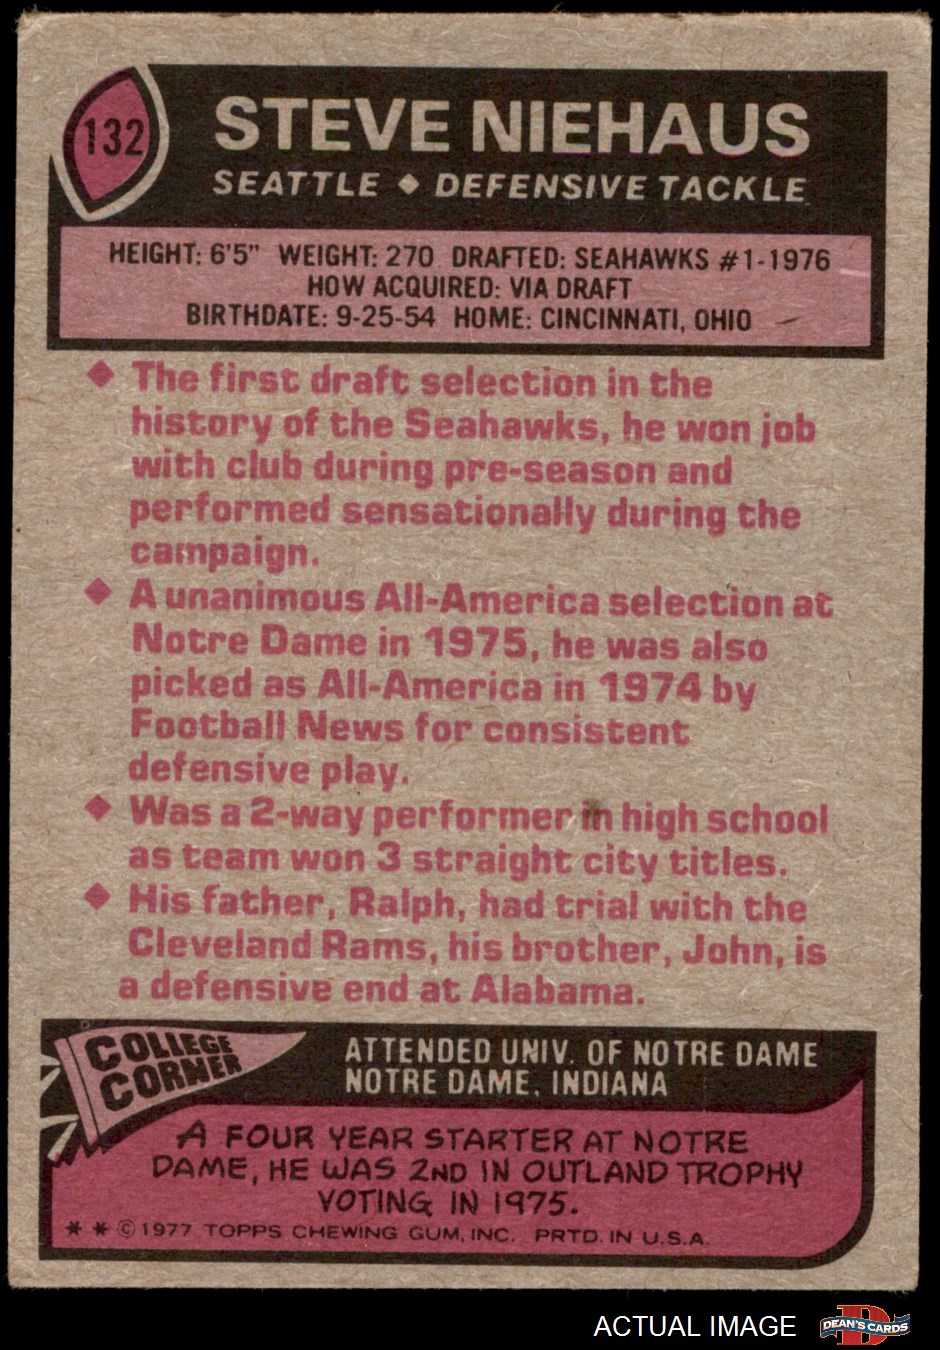 132
STEVE NIEHAUS
SEATTLE ◆ DEFENSIVE TACKLE
HEIGHT: 6'5" WEIGHT: 270 DRAFTED: SEAHAWKS #1-1976
HOW ACQUIRED: VIA DRAFT
BIRTHDATE: 9-25-54 HOME: CINCINNATI, OHIO
◆ The first draft selection in the
history of the Seahawks, he won job
with club during pre-season and
performed sensationally during the
campaign.
◆ A unanimous All-America selection at
Notre Dame in 1975, he was also
picked as All-America in 1974 by
Football News for consistent
defensive play.
◆ Was a 2-way performer in high school
as team won 3 straight city titles.
◆ His father, Ralph, had trial with the
Cleveland Rams, his brother, John, is
a defensive end at Alabama.
COLLEGE
CORNER
ATTENDED UNIV. OF NOTRE DAME
NOTRE DAME, INDIANA
A FOUR YEAR STARTER AT NOTRE
DAME, HE WAS 2ND IN OUTLAND TROPHY
VOTING IN 1975.
* * © 1977 TOPPS CHEWING GUM, INC. PRTD. IN U.S.A.
ACTUAL IMAGE
D
DEAN'S CARDS